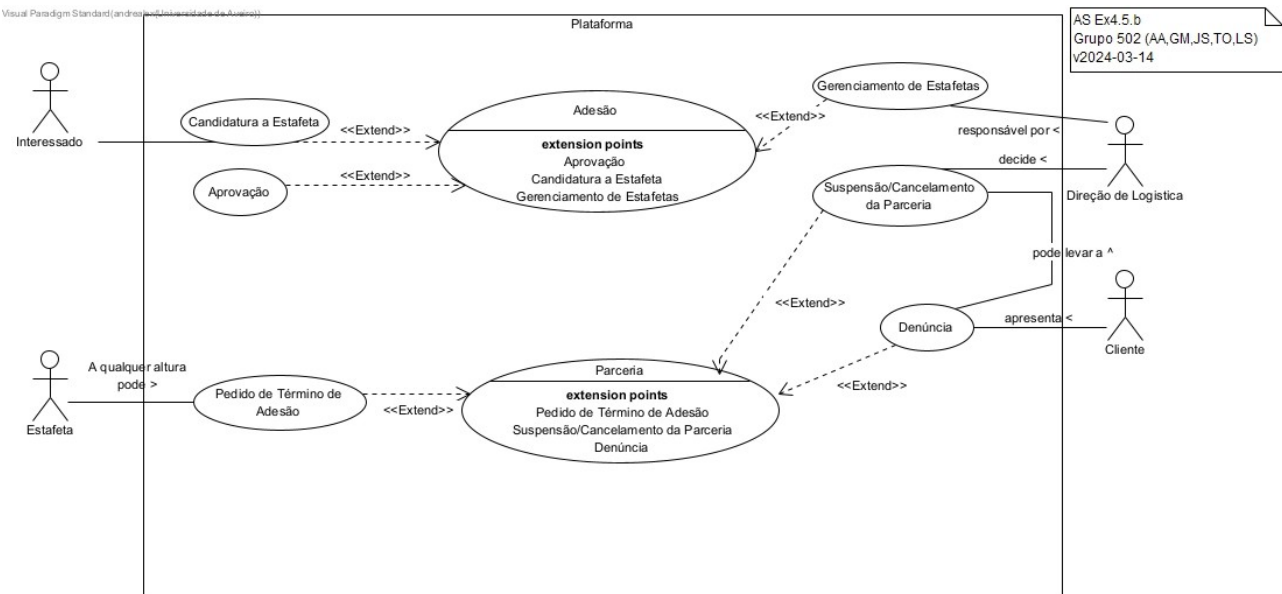 Visual Paradigm Standard(andrealex(Universidade de Aveiro))
Plataforma
AS Ex4.5.b
Grupo 502 (AA,GM,JS,TO,LS)
v2024-03-14
Interessado
Candidatura a Estafeta
<<Extend>>
Aprovação
<<Extend>>
Adesão
extension points
Aprovação
Candidatura a Estafeta
Gerenciamento de Estafetas
<<Extend>>
Gerenciamento de Estafetas
responsável por <
decide <
Direção de Logistica
Suspensão/Cancelamento
da Parceria
pode levar a ^
<<Extend>>
Denúncia
apresenta <
Cliente
<<Extend>>
Estafeta
A qualquer altura
pode >
Pedido de Término de
Adesão
<<Extend>>
Parceria
extension points
Pedido de Término de Adesão
Suspensão/Cancelamento da Parceria
Denúncia